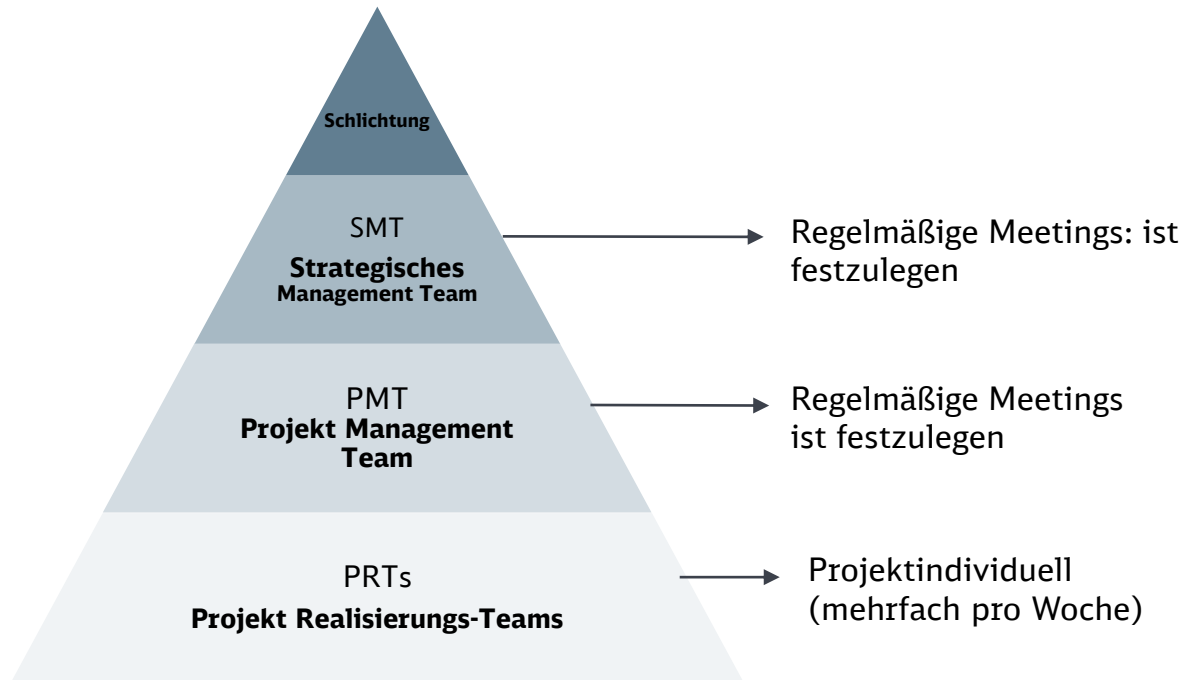 Schlichtung
SMT
Strategisches
Management Team
Regelmäßige Meetings: ist
festzulegen
PMT
Projekt Management
Team
Regelmäßige Meetings
ist festzulegen
PRTs
Projekt Realisierungs-Teams
Projektindividuell
(mehrfach pro Woche)